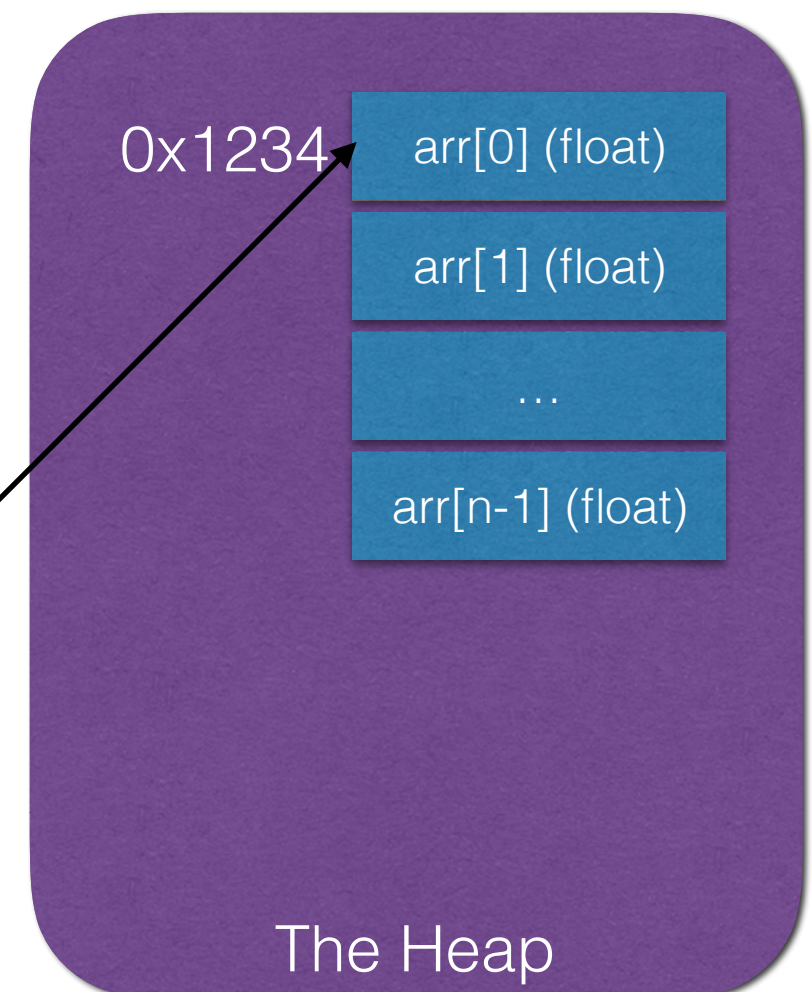 0x1234
arr[0] (float)
arr[1] (float)
...
arr[n-1] (float)
The Heap